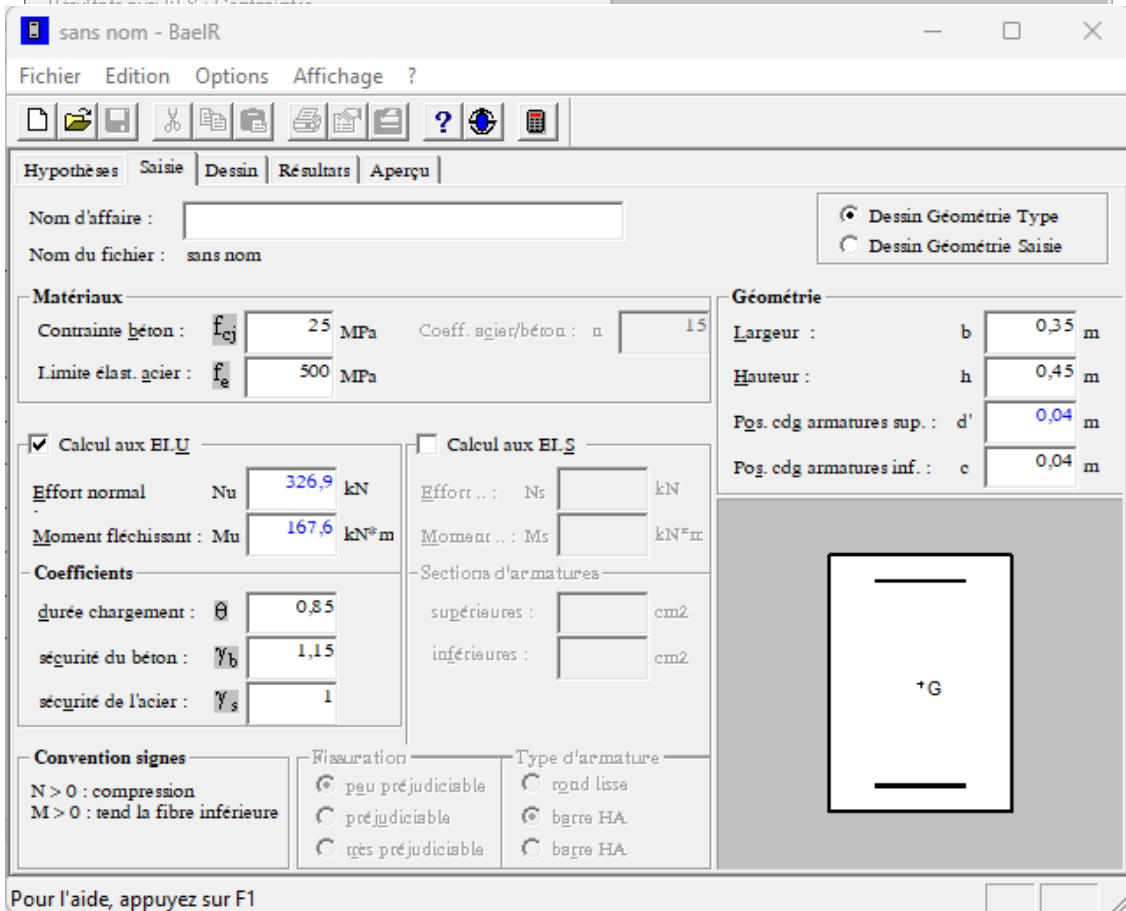 Résultats aux ELS : Contraintes
sans nom - BaelR
Fichier Edition Options Affichage ?
Hypothèses Saisie Dessin Résultats Aperçu
Nom d'affaire :
Dessin Géométrie Type
Dessin Géométrie Saisie
Nom du fichier : sans nom
Matériaux
Contrainte béton : fcj 25 MPa Coeff. acier/béton : n 15
Limite élast. acier : fe 500 MPa
Géométrie
Largeur : b 0,35 m
Hauteur : h 0,45 m
Pos. cdg armatures sup. : d' 0,04 m
Pos. cdg armatures inf. : c 0,04 m
Calcul aux ELU
Effort normal Nu 326,9 kN
Moment fléchissant : Mu 167,6 kN*m
Coefficients
durée chargement : θ 0,85
sécurité du béton : γb 1,15
sécurité de l'acier : γs 1
Calcul aux ELS
Effort .. : Ns kN
Moment .. : Ms kN*m
Sections d'armatures
supérieures : cm2
inférieures : cm2
+G
Convention signes
N > 0 : compression
M > 0 : tend la fibre inférieure
Fissuration
peu préjudiciable
préjudiciable
très préjudiciable
Type d'armature
rond lisse
barre HA
barre HA
Pour l'aide, appuyez sur F1